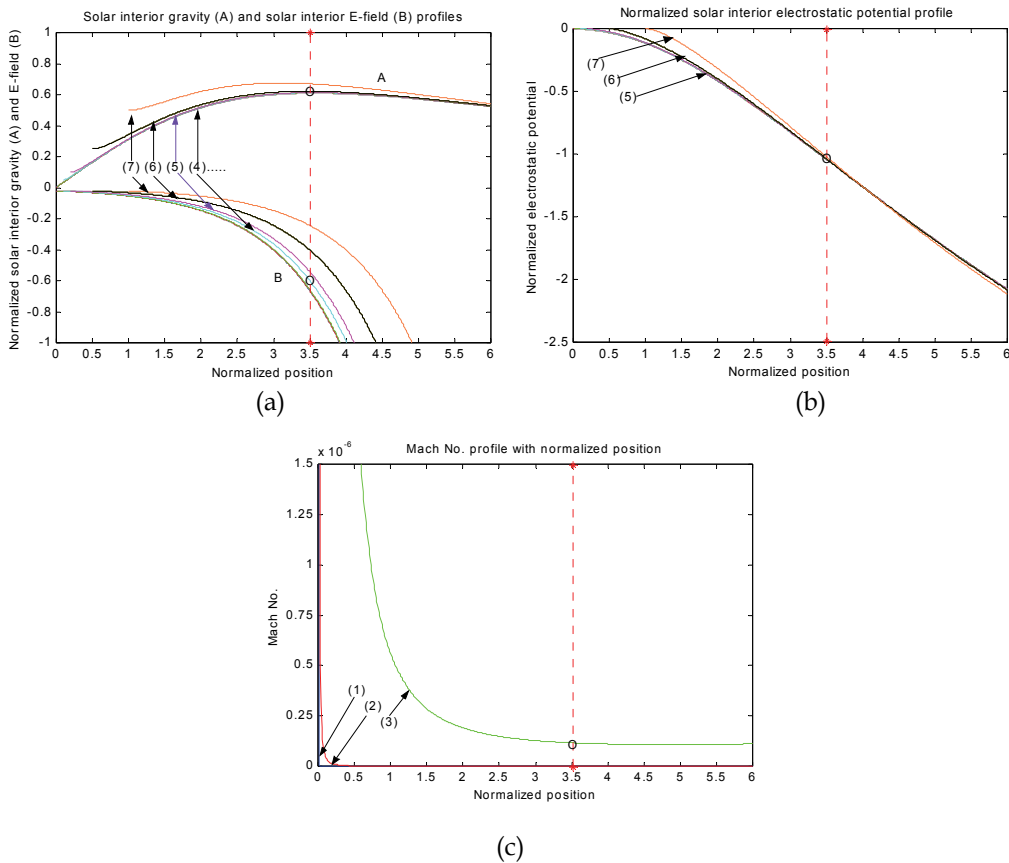 Solar interior gravity (A) and solar interior E-field (B) profiles
Normalized solar interior gravity (A) and E-field (B)
1
0.8
0.6
0.4
0.2
0
-0.2
-0.4
-0.6
-0.8
-1
A
(7) (6) (5) (4).....
B
0 0.5 1 1.5 2 2.5 3 3.5 4 4.5 5 5.5 6
Normalized position
(a)
Normalized solar interior electrostatic potential profile
Normalized electrostatic potential
0
-0.5
-1
-1.5
-2
-2.5
(7)
(6)
(5)
0 0.5 1 1.5 2 2.5 3 3.5 4 4.5 5 5.5 6
Normalized position
(b)
Mach No. profile with normalized position
x 10-6
Mach No.
1.5
1.25
1
0.75
0.5
0.25
0
(1)
(2)
(3)
0 0.5 1 1.5 2 2.5 3 3.5 4 4.5 5 5.5 6
Normalized position
(c)